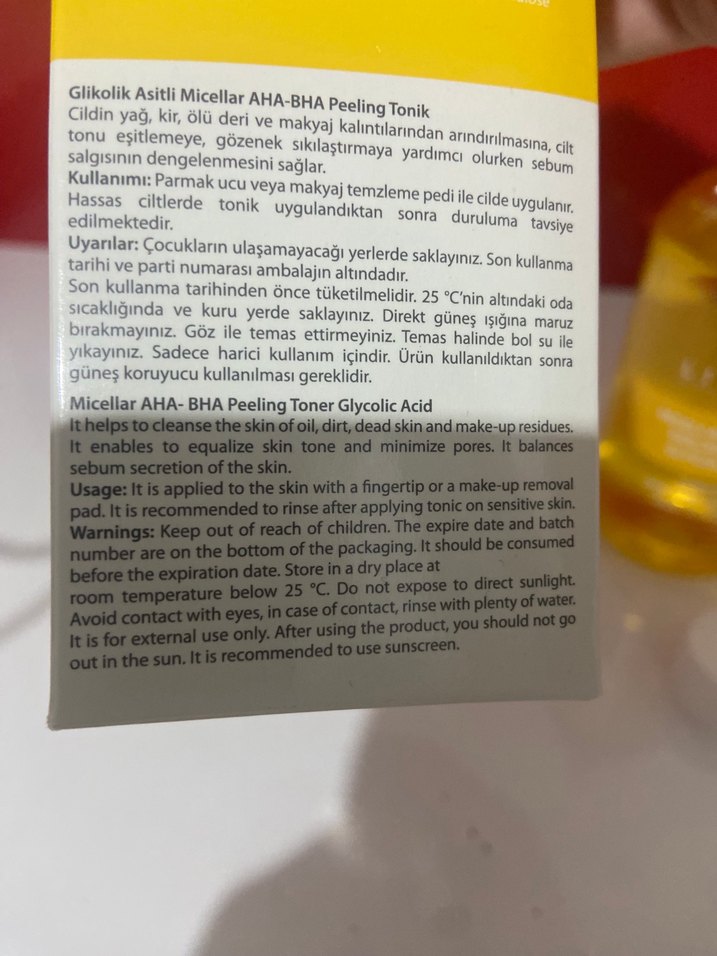 Glikolik Asitli Micellar AHA-BHA Peeling Tonik
Cildin yağ, kir, ölü deri ve makyaj kalıntılarından arındırılmasına, cilt
tonu eşitlemeye, gözenek sıkılaştırmaya yardımcı olurken sebum
salgısının dengelenmesini sağlar.
Kullanımı: Parmak ucu veya makyaj temzleme pedi ile cilde uygulanır.
Hassas ciltlerde tonik uygulandıktan sonra duruluma tavsiye
edilmektedir.
Uyarılar: Çocukların ulaşamayacağı yerlerde saklayınız. Son kullanma
tarihi ve parti numarası ambalajın altındadır.
Son kullanma tarihinden önce tüketilmelidir. 25 °C'nin altındaki oda
sıcaklığında ve kuru yerde saklayınız. Direkt güneş ışığına maruz
bırakmayınız. Göz ile temas ettirmeyiniz. Temas halinde bol su ile
yıkayınız. Sadece harici kullanım içindir. Ürün kullanıldıktan sonra
güneş koruyucu kullanılması gereklidir.
Micellar AHA- BHA Peeling Toner Glycolic Acid
It helps to cleanse the skin of oil, dirt, dead skin and make-up residues.
It enables to equalize skin tone and minimize pores. It balances
sebum secretion of the skin.
Usage: It is applied to the skin with a fingertip or a make-up removal
pad. It is recommended to rinse after applying tonic on sensitive skin.
Warnings: Keep out of reach of children. The expire date and batch
number are on the bottom of the packaging. It should be consumed
before the expiration date. Store in a dry place at
room temperature below 25 °C. Do not expose to direct sunlight.
Avoid contact with eyes, in case of contact, rinse with plenty of water.
It is for external use only. After using the product, you should not go
out in the sun. It is recommended to use sunscreen.